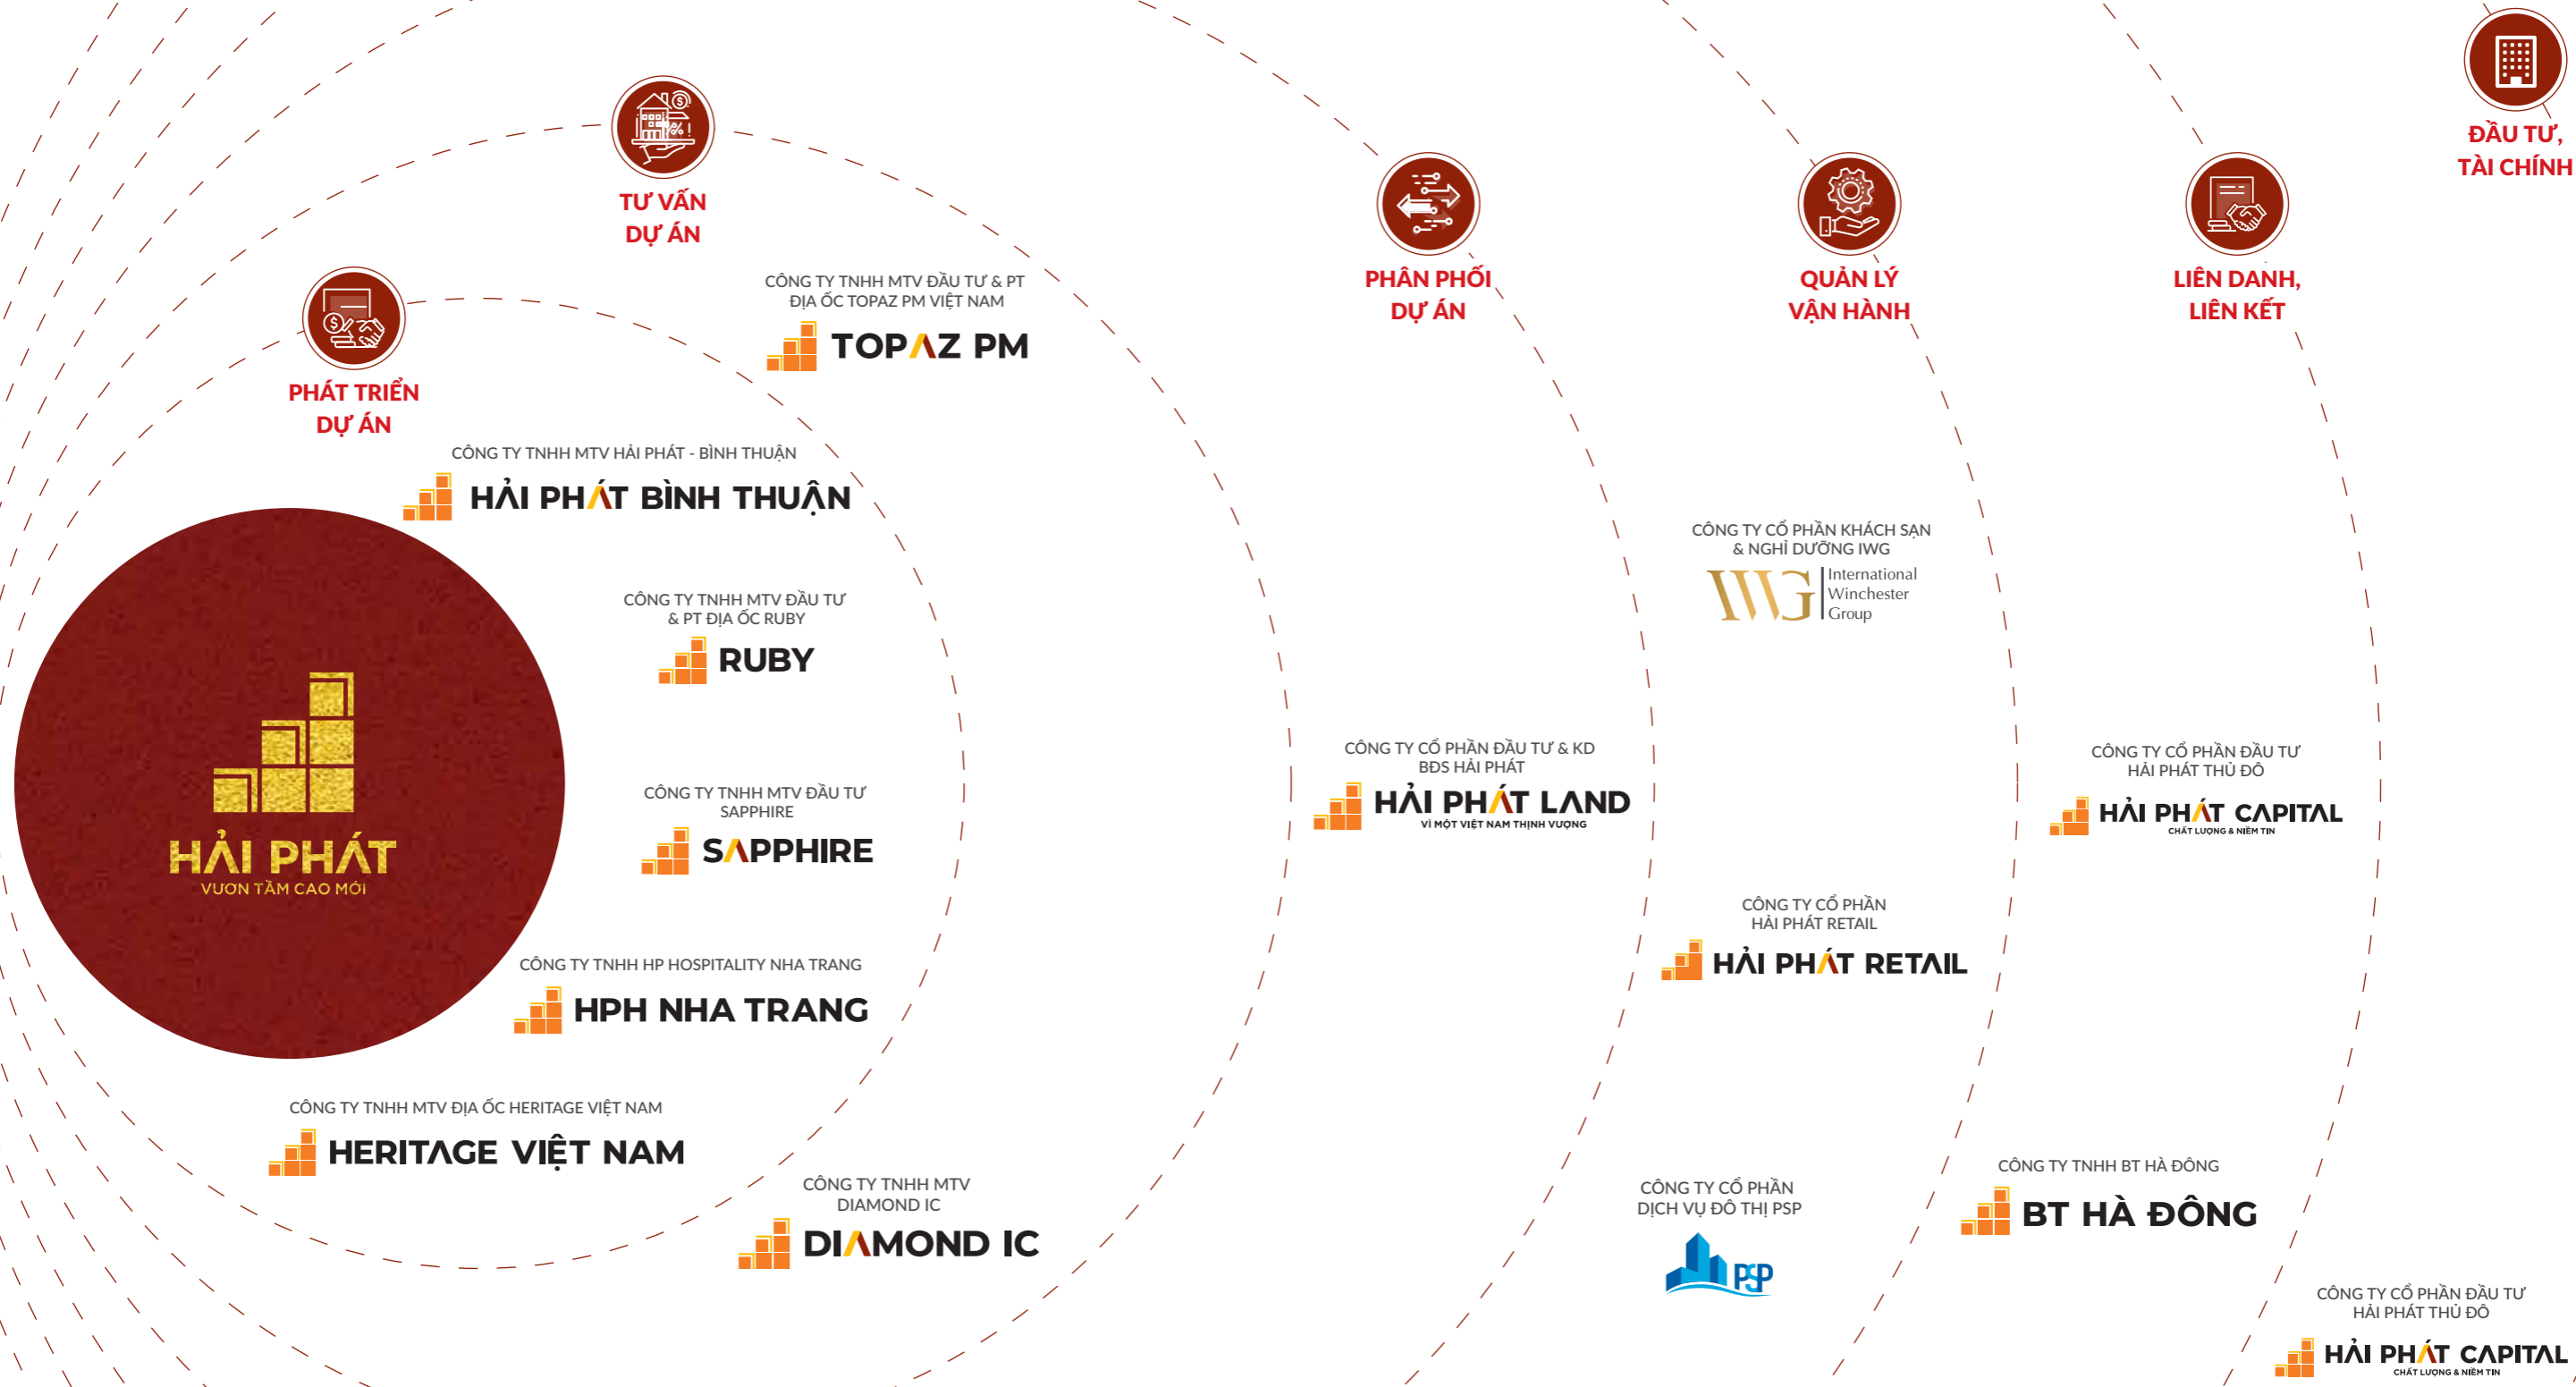 ĐẦU TƯ,
TÀI CHÍNH
TƯ VẤN
DỰ ÁN
PHÂN PHỐI
DỰ ÁN
QUẢN LÝ
VẬN HÀNH
LIÊN DANH,
LIÊN KẾT
CÔNG TY TNHH MTV ĐẦU TƯ & PT
ĐỊA ỐC TOPAZ PM VIỆT NAM
TOPAZ PM
PHÁT TRIỂN
DỰ ÁN
CÔNG TY TNHH MTV HẢI PHÁT - BÌNH THUẬN
HẢI PHÁT BÌNH THUẬN
CÔNG TY TNHH MTV ĐẦU TƯ
& PT ĐỊA ỐC RUBY
RUBY
CÔNG TY TNHH MTV ĐẦU TƯ
SAPPHIRE
SAPPHIRE
HẢI PHÁT
VƯƠN TẦM CAO MỚI
CÔNG TY TNHH HP HOSPITALITY NHA TRANG
HPH NHA TRANG
CÔNG TY TNHH MTV ĐỊA ỐC HERITAGE VIỆT NAM
HERITAGE VIỆT NAM
CÔNG TY TNHH MTV
DIAMOND IC
DIAMOND IC
CÔNG TY CỔ PHẦN ĐẦU TƯ & KD
BĐS HẢI PHÁT
HẢI PHÁT LAND
VÌ MỘT VIỆT NAM THỊNH VƯỢNG
CÔNG TY CỔ PHẦN KHÁCH SẠN
& NGHỈ DƯỠNG IWG
IWG
International
Winchester
Group
CÔNG TY CỔ PHẦN
HẢI PHÁT RETAIL
HẢI PHÁT RETAIL
CÔNG TY CỔ PHẦN
DỊCH VỤ ĐÔ THỊ PSP
PSP
CÔNG TY CỔ PHẦN ĐẦU TƯ
HẢI PHÁT THỦ ĐÔ
HẢI PHÁT CAPITAL
CHẤT LƯỢNG & NIỀM TIN
CÔNG TY TNHH BT HÀ ĐÔNG
BT HÀ ĐÔNG
CÔNG TY CỔ PHẦN ĐẦU TƯ
HẢI PHÁT THỦ ĐÔ
HẢI PHÁT CAPITAL
CHẤT LƯỢNG & NIỀM TIN